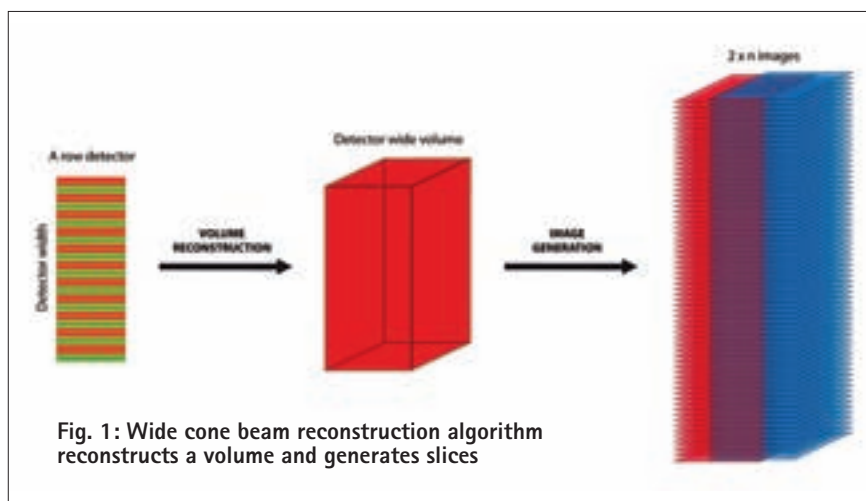 2 x n images
Detector wide volume
A row detector
Detector width
VOLUME
RECONSTRUCTION
IMAGE
GENERATION
Fig. 1: Wide cone beam reconstruction algorithm
reconstructs a volume and generates slices